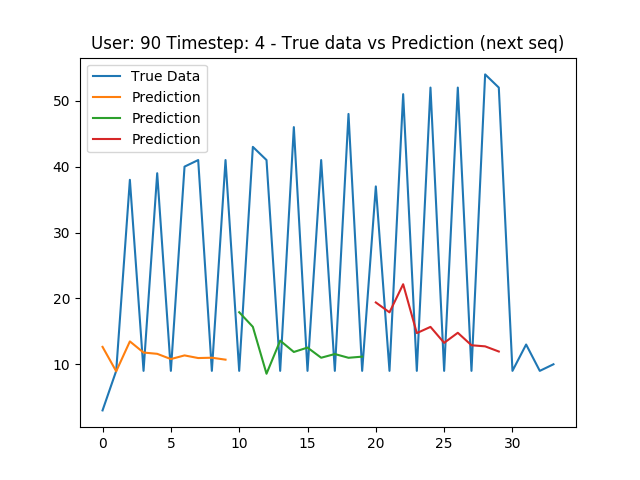 User: 90 Timestep: 4 - True data vs Prediction (next seq)
True Data
Prediction
Prediction
Prediction
50
40
30
20
10
0 5 10 15 20 25 30